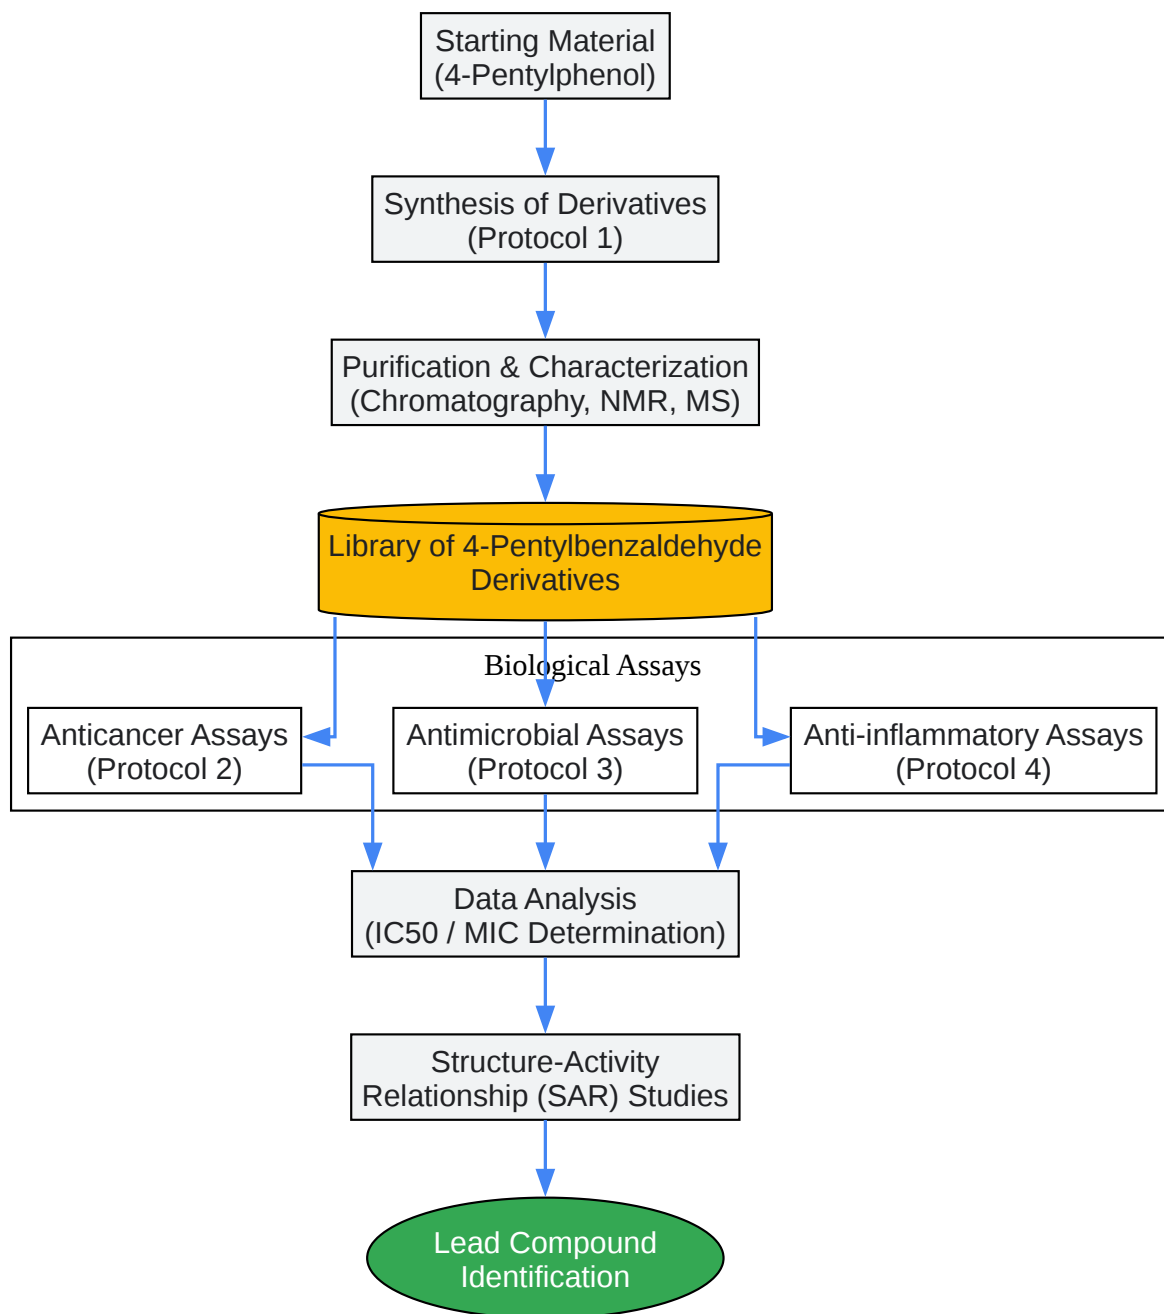 Starting Material
(4-Pentylphenol)
Synthesis of Derivatives
(Protocol 1)
Purification & Characterization
(Chromatography, NMR, MS)
Library of 4-Pentylbenzaldehyde
Derivatives
Biological Assays
Anticancer Assays
(Protocol 2)
Antimicrobial Assays
(Protocol 3)
Anti-inflammatory Assays
(Protocol 4)
Data Analysis
(IC50 / MIC Determination)
Structure-Activity
Relationship (SAR) Studies
Lead Compound
Identification